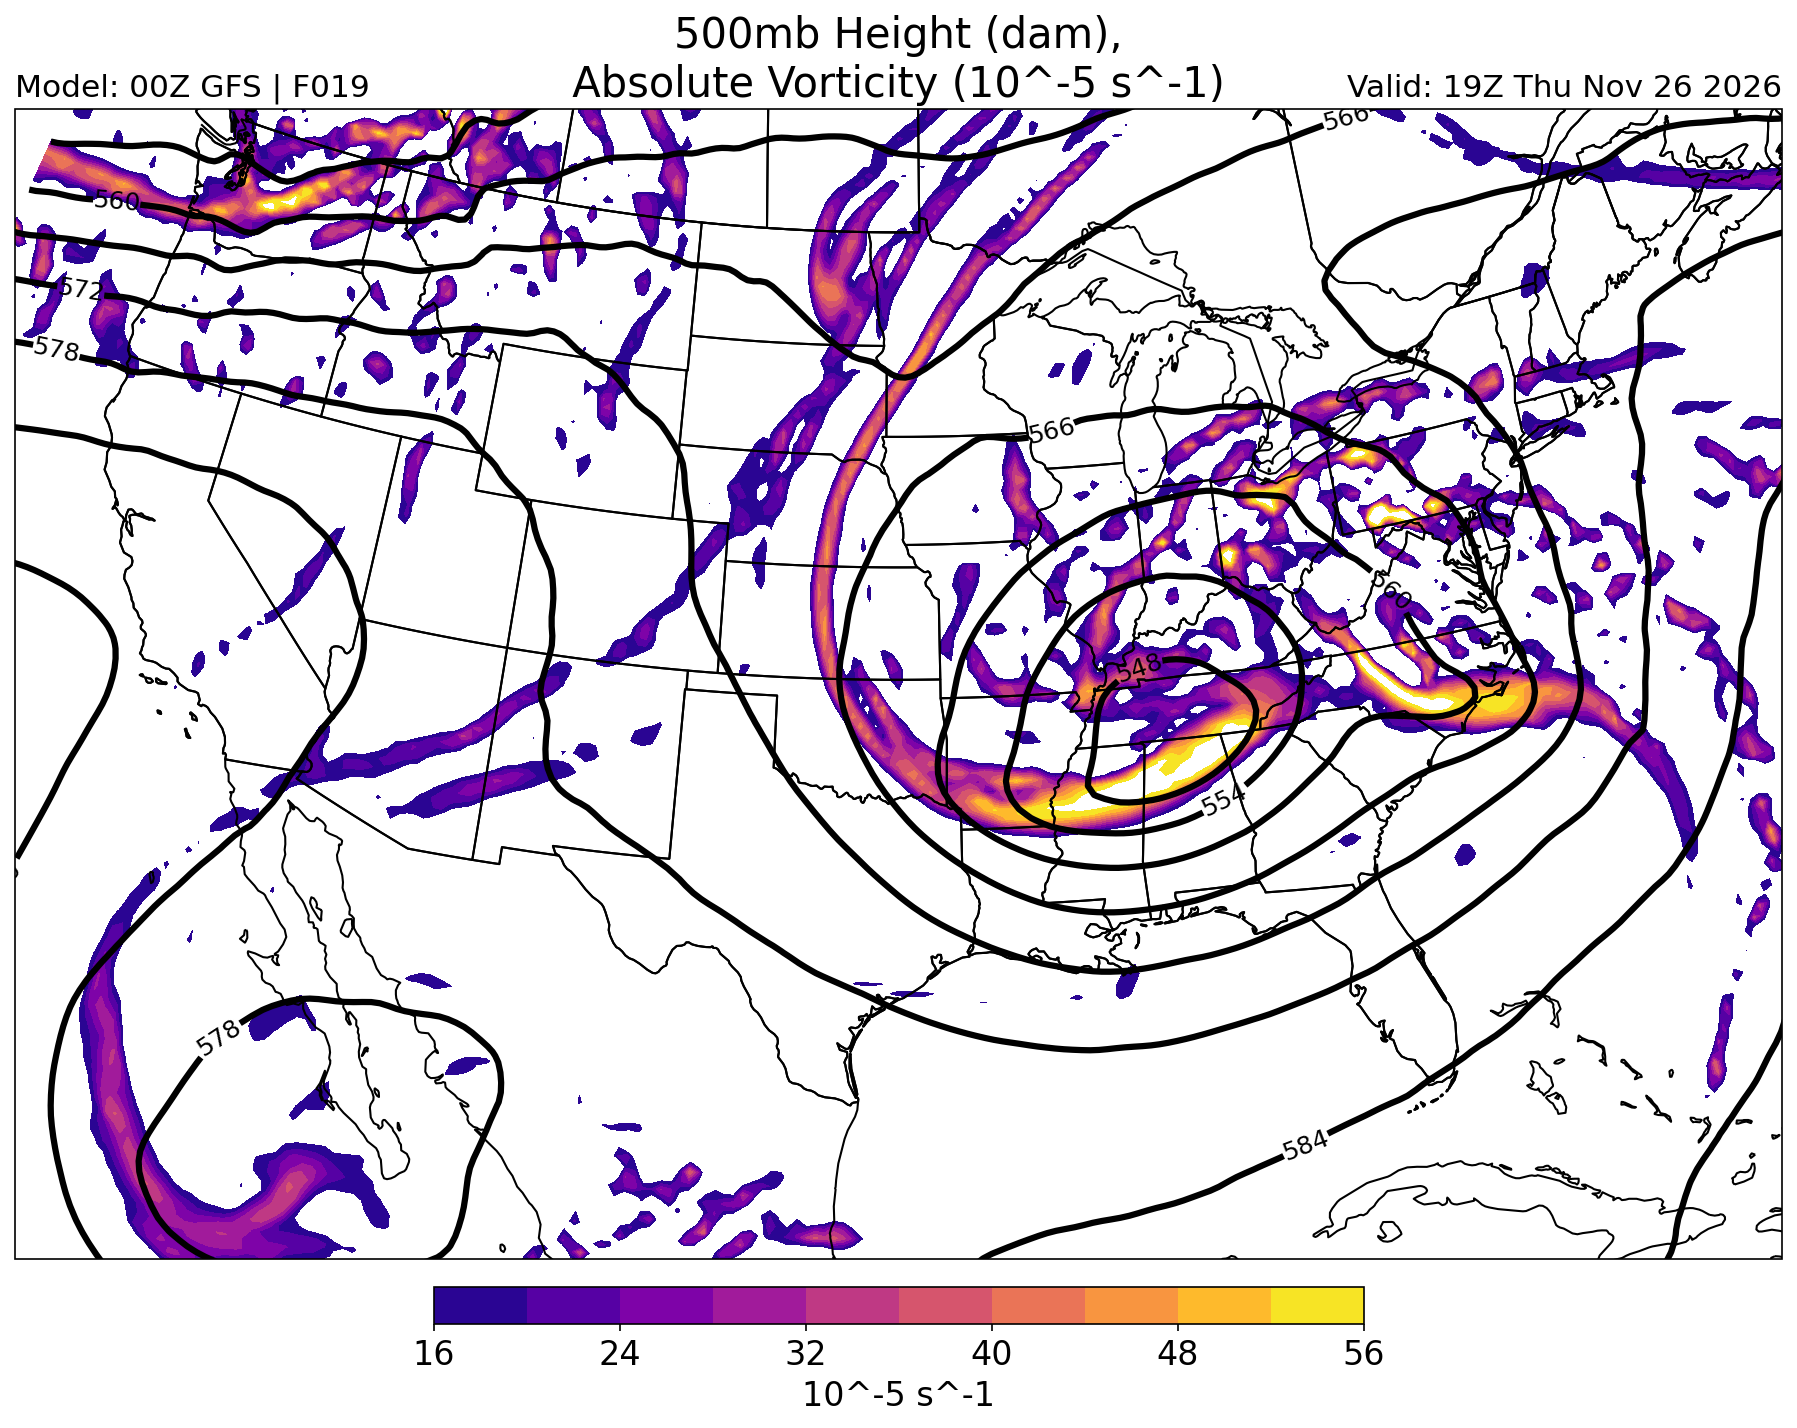 500mb Height (dam),
Absolute Vorticity (10^-5 s^-1)
Model: 00Z GFS | F019
Valid: 19Z Thu Nov 26 2026
566
560
572
578
566
560
548
554
578
584
16 24 32 40 48 56
10^-5 s^-1